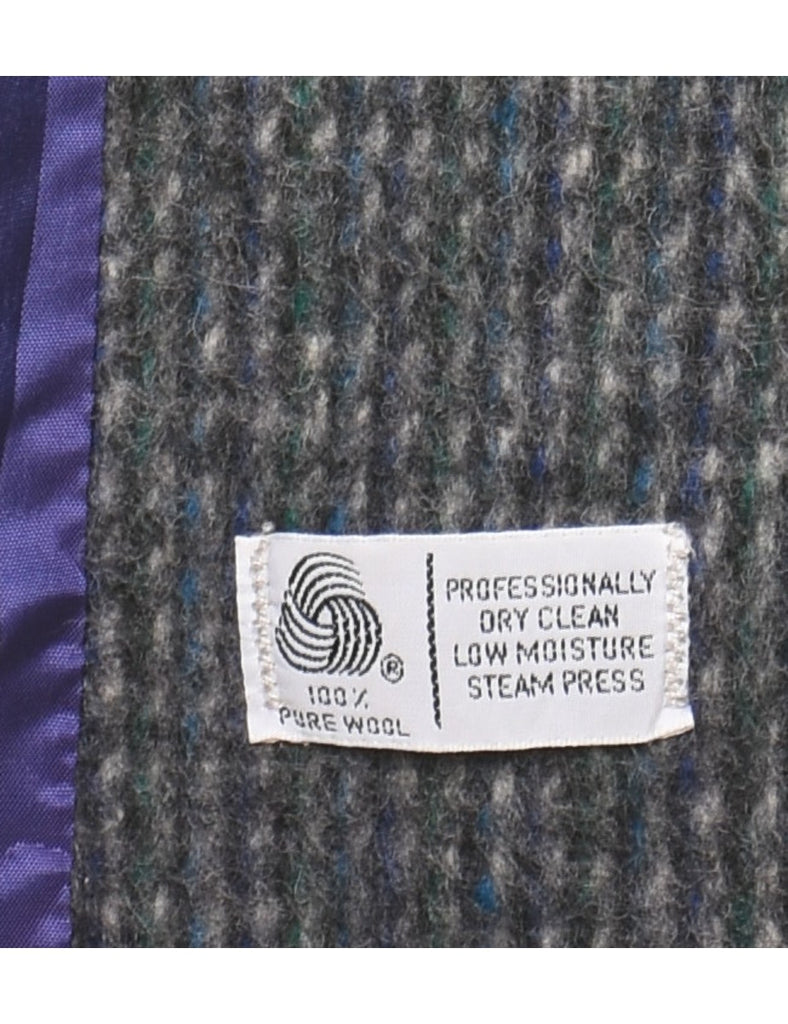 ®
100%
PURE WOOL
PROFESSIONALLY
DRY CLEAN
LOW MOISTURE
STEAM PRESS